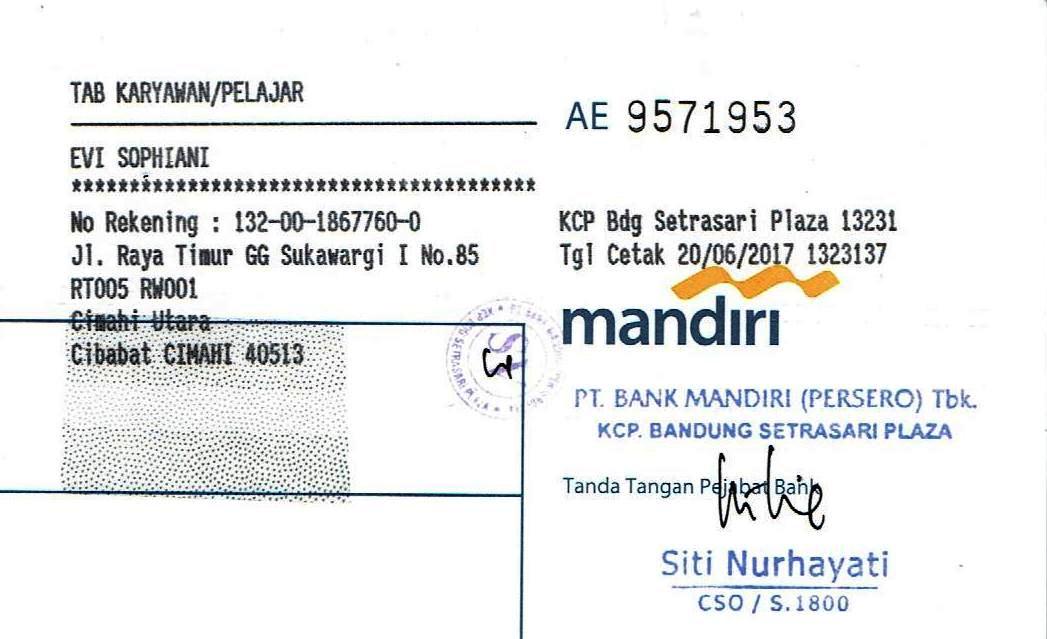 TAB KARYAWAN/PELAJAR
AE 9571953
EVI SOPHIANI
****************************************
No Rekening : 132-00-1867760-0
Jl. Raya Timur GG Sukawargi I No.85
RT005 RW001
Cimahi Utara
Cibabat CIMAHI 40513
KCP Bdg Setrasari Plaza 13231
Tgl Cetak 20/06/2017 1323137
mandiri
PT. BANK MANDIRI (PERSERO) Tbk.
KCP. BANDUNG SETRASARI PLAZA
Tanda Tangan Pejabat Bank
Siti Nurhayati
CSO / S.1800